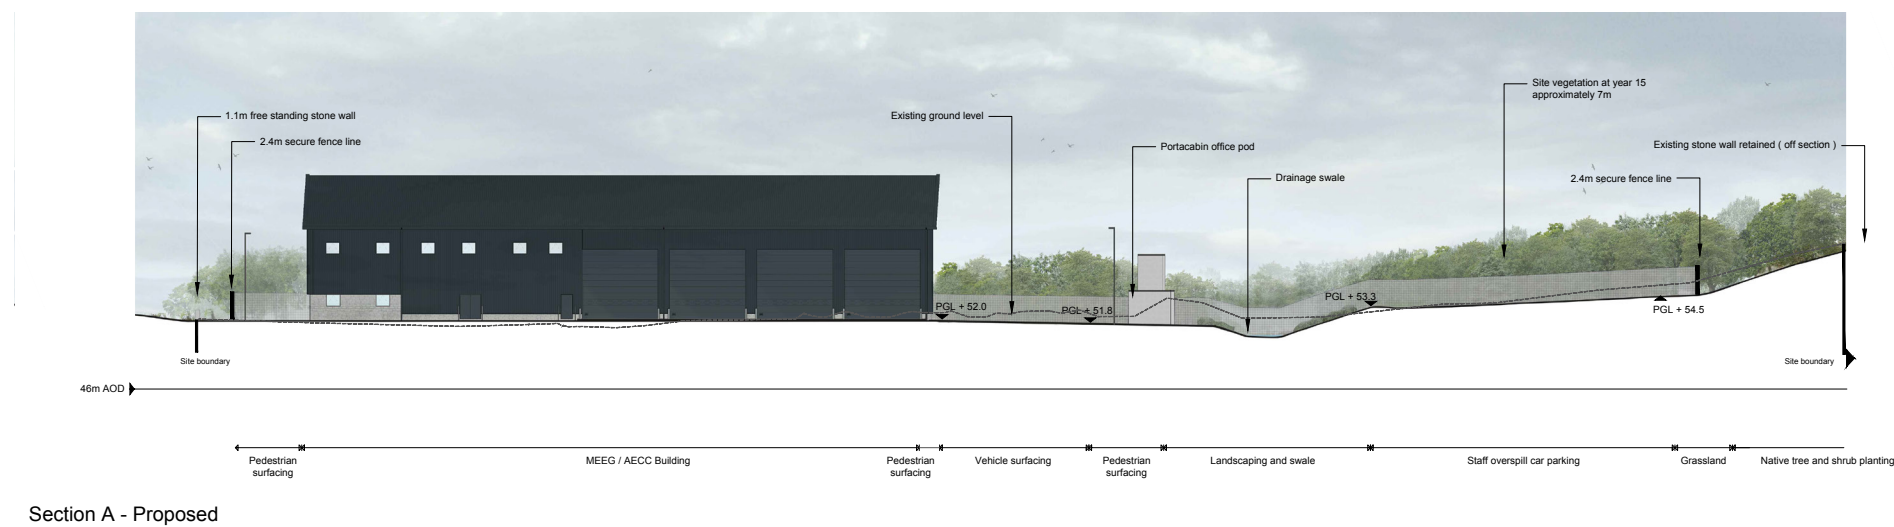 Site vegetation at year 15
approximately 7m
1.1m free standing stone wall
Existing ground level
2.4m secure fence line
Portacabin office pod
Existing stone wall retained ( off section )
Drainage swale
2.4m secure fence line
PGL + 52.0
PGL + 51.8
PGL + 53.3
PGL + 54.5
Site boundary
Site boundary
46m AOD
Pedestrian
surfacing
MEEG / AECC Building
Pedestrian
surfacing
Vehicle surfacing
Pedestrian
surfacing
Landscaping and swale
Staff overspill car parking
Grassland
Native tree and shrub planting
Section A - Proposed